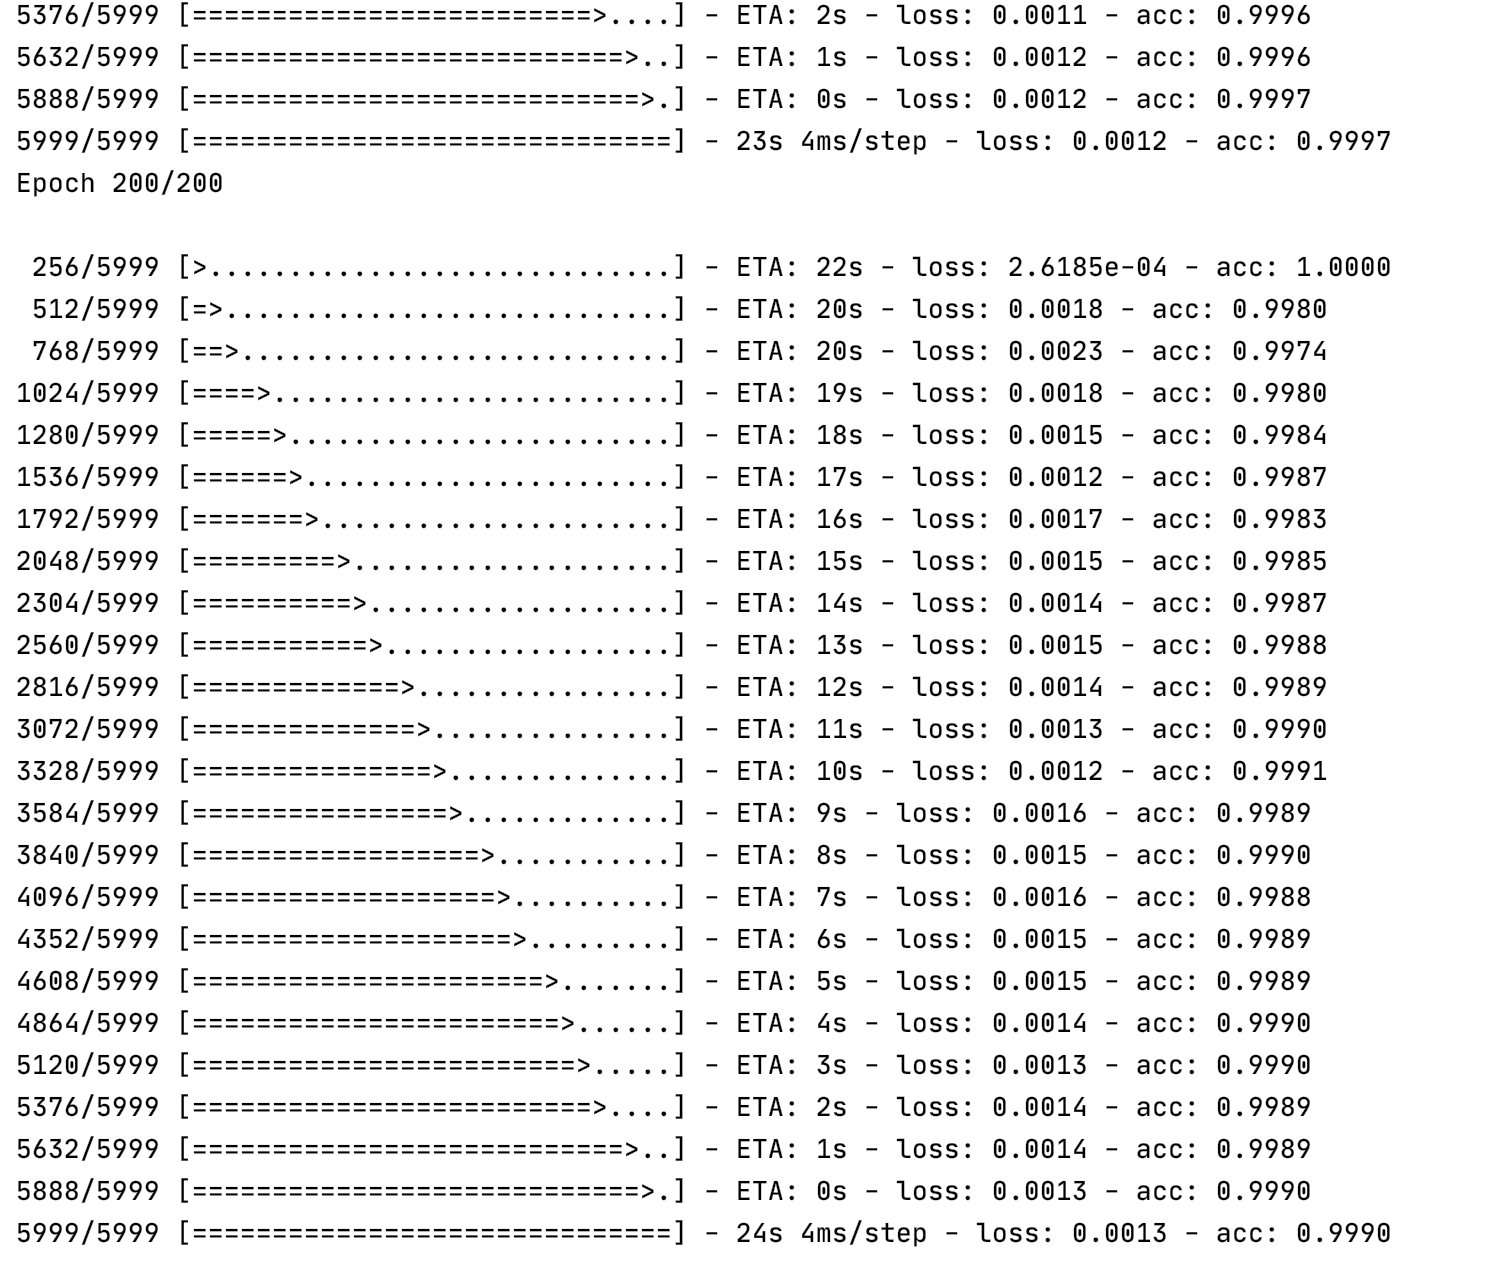 5376/5999 [=========================>....] - ETA: 2s - loss: 0.0011 - acc: 0.9996
5632/5999 [===========================>..] - ETA: 1s - loss: 0.0012 - acc: 0.9996
5888/5999 [============================>.] - ETA: 0s - loss: 0.0012 - acc: 0.9997
5999/5999 [==============================] - 23s 4ms/step - loss: 0.0012 - acc: 0.9997
Epoch 200/200
256/5999 [>.............................] - ETA: 22s - loss: 2.6185e-04 - acc: 1.0000
512/5999 [=>............................] - ETA: 20s - loss: 0.0018 - acc: 0.9980
768/5999 [==>...........................] - ETA: 20s - loss: 0.0023 - acc: 0.9974
1024/5999 [====>.........................] - ETA: 19s - loss: 0.0018 - acc: 0.9980
1280/5999 [=====>........................] - ETA: 18s - loss: 0.0015 - acc: 0.9984
1536/5999 [======>.......................] - ETA: 17s - loss: 0.0012 - acc: 0.9987
1792/5999 [=======>......................] - ETA: 16s - loss: 0.0017 - acc: 0.9983
2048/5999 [=========>....................] - ETA: 15s - loss: 0.0015 - acc: 0.9985
2304/5999 [==========>...................] - ETA: 14s - loss: 0.0014 - acc: 0.9987
2560/5999 [===========>..................] - ETA: 13s - loss: 0.0015 - acc: 0.9988
2816/5999 [=============>................] - ETA: 12s - loss: 0.0014 - acc: 0.9989
3072/5999 [==============>...............] - ETA: 11s - loss: 0.0013 - acc: 0.9990
3328/5999 [===============>..............] - ETA: 10s - loss: 0.0012 - acc: 0.9991
3584/5999 [================>.............] - ETA: 9s - loss: 0.0016 - acc: 0.9989
3840/5999 [==================>...........] - ETA: 8s - loss: 0.0015 - acc: 0.9990
4096/5999 [===================>..........] - ETA: 7s - loss: 0.0016 - acc: 0.9988
4352/5999 [====================>.........] - ETA: 6s - loss: 0.0015 - acc: 0.9989
4608/5999 [======================>.......] - ETA: 5s - loss: 0.0015 - acc: 0.9989
4864/5999 [=======================>......] - ETA: 4s - loss: 0.0014 - acc: 0.9990
5120/5999 [========================>.....] - ETA: 3s - loss: 0.0013 - acc: 0.9990
5376/5999 [=========================>....] - ETA: 2s - loss: 0.0014 - acc: 0.9989
5632/5999 [===========================>..] - ETA: 1s - loss: 0.0014 - acc: 0.9989
5888/5999 [============================>.] - ETA: 0s - loss: 0.0013 - acc: 0.9990
5999/5999 [==============================] - 24s 4ms/step - loss: 0.0013 - acc: 0.9990